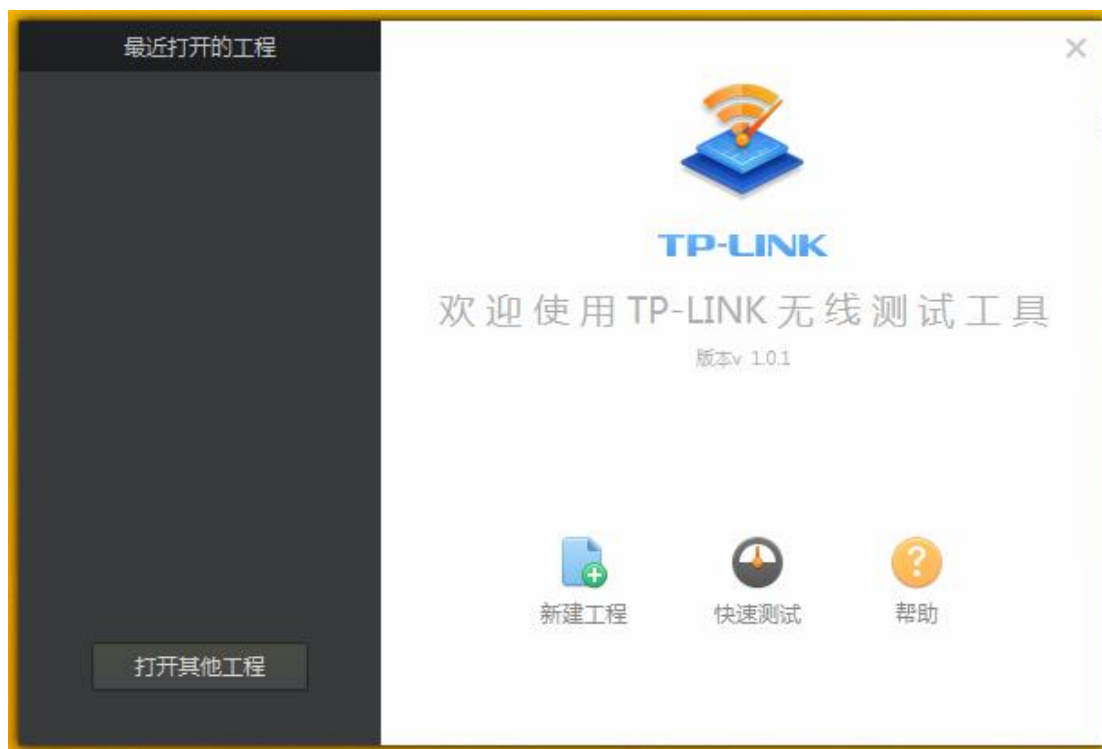 最近打开的工程
TP-LINK
欢迎使用TP-LINK无线测试工具
版本v 1.0.1
新建工程
快速测试
帮助
打开其他工程